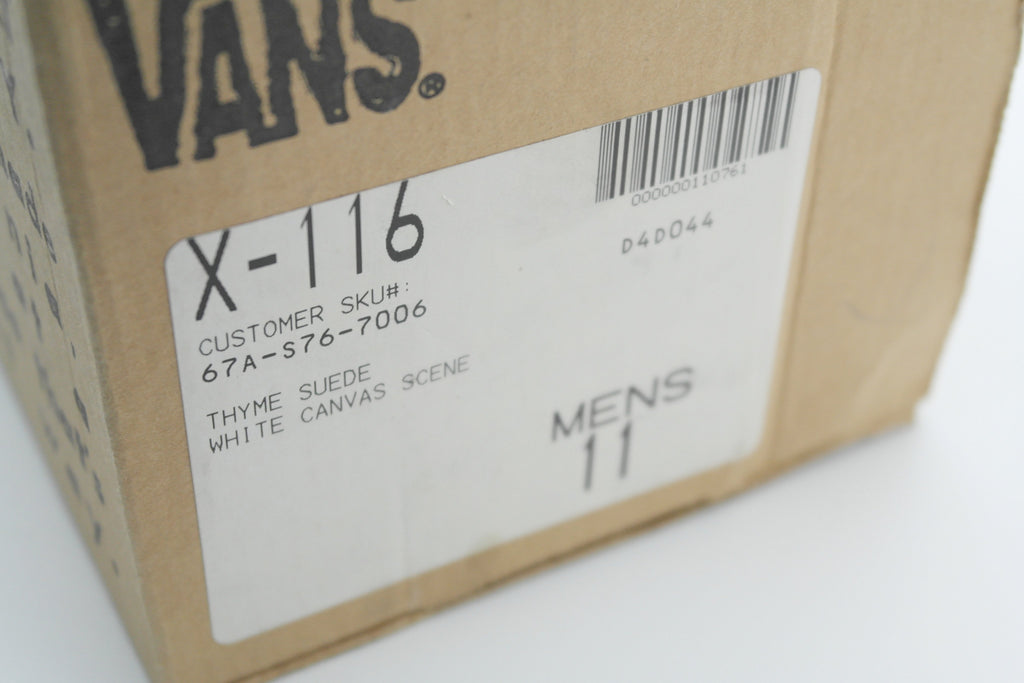 VANS®
000000110761
D4D044
X-116
CUSTOMER SKU#:
67A-S76-7006
THYME SUEDE
WHITE CANVAS SCENE
MENS
11